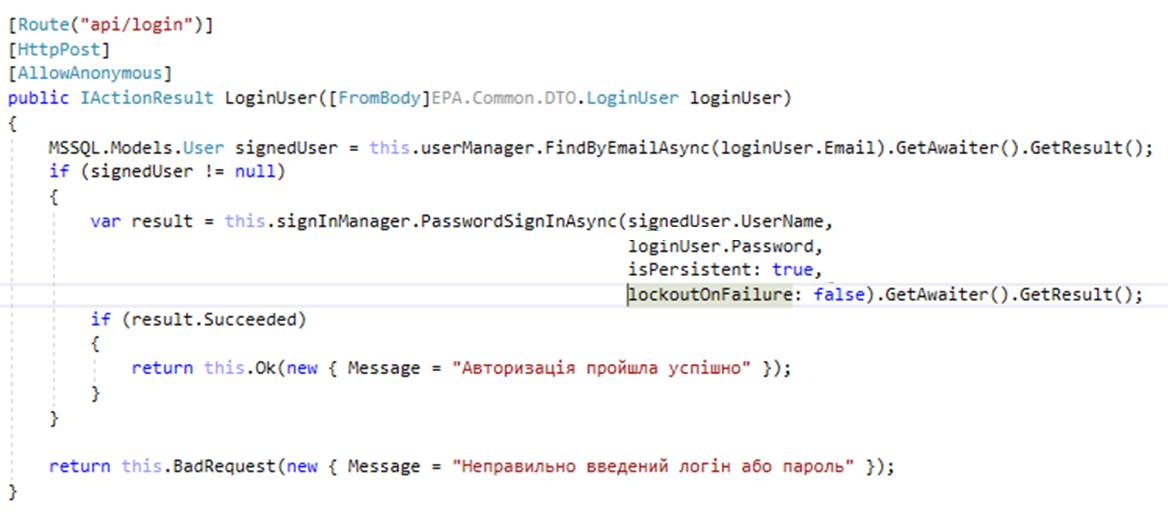 [Route("api/login")]
[HttpPost]
[AllowAnonymous]
public IActionResult LoginUser([FromBody]EPA.Common.DTO.LoginUser loginUser)
{
    MSSQL.Models.User signedUser = this.userManager.FindByEmailAsync(loginUser.Email).GetAwaiter().GetResult();
    if (signedUser != null)
    {
        var result = this.signInManager.PasswordSignInAsync(signedUser.UserName,
                                                            loginUser.Password,
                                                            isPersistent: true,
                                                            lockoutOnFailure: false).GetAwaiter().GetResult();
        if (result.Succeeded)
        {
            return this.Ok(new { Message = "Авторизація пройшла успішно" });
        }
    }

    return this.BadRequest(new { Message = "Неправильно введений логін або пароль" });
}